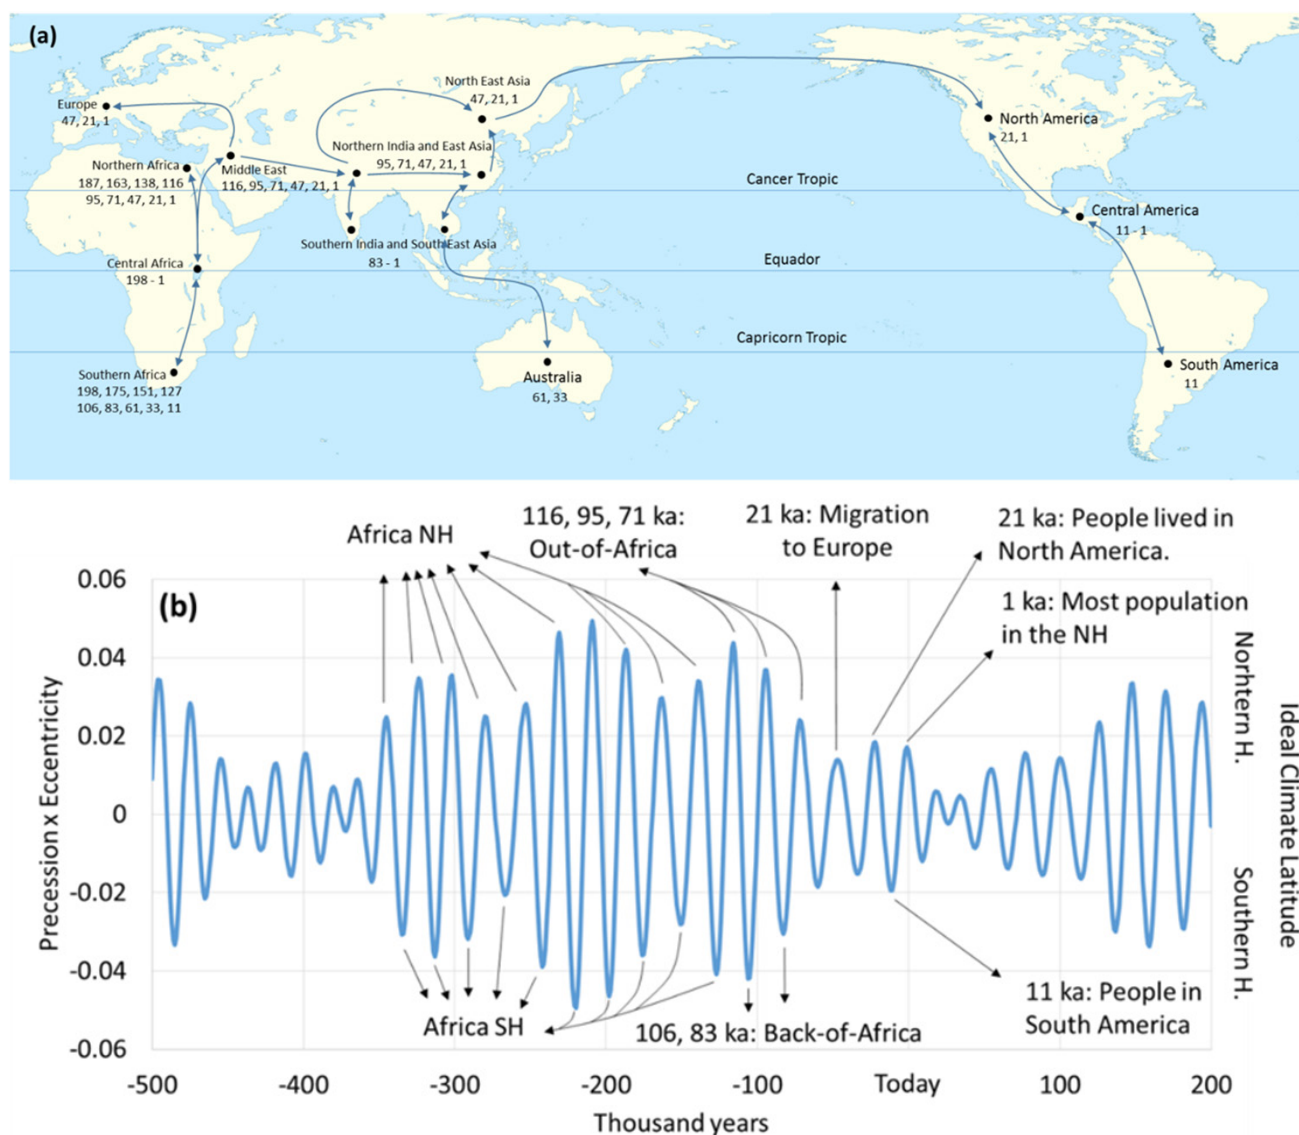 (a)
North East Asia
47, 21, 1
Europe
47, 21, 1
North America
21, 1
Northern India and East Asia
95, 71, 47, 21, 1
Northern Africa
187, 163, 138, 116
95, 71, 47, 21, 1
Middle East
116, 95, 71, 47, 21, 1
Cancer Tropic
Central America
11 - 1
Southern India and South East Asia
83 - 1
Central Africa
198 - 1
Equador
Capricorn Tropic
Southern Africa
198, 175, 151, 127
106, 83, 61, 33, 11
Australia
61, 33
South America
11
(b)
Africa NH
116, 95, 71 ka:
Out-of-Africa
21 ka: Migration
to Europe
21 ka: People lived in
North America.
1 ka: Most population
in the NH
0.06
0.04
0.02
0
-0.02
-0.04
-0.06
Precession x Eccentricity
Norhtern H.
Southern H.
Ideal Climate Latitude
Africa SH
106, 83 ka: Back-of-Africa
11 ka: People in
South America
-500
-400
-300
-200
-100
Today
100
200
Thousand years